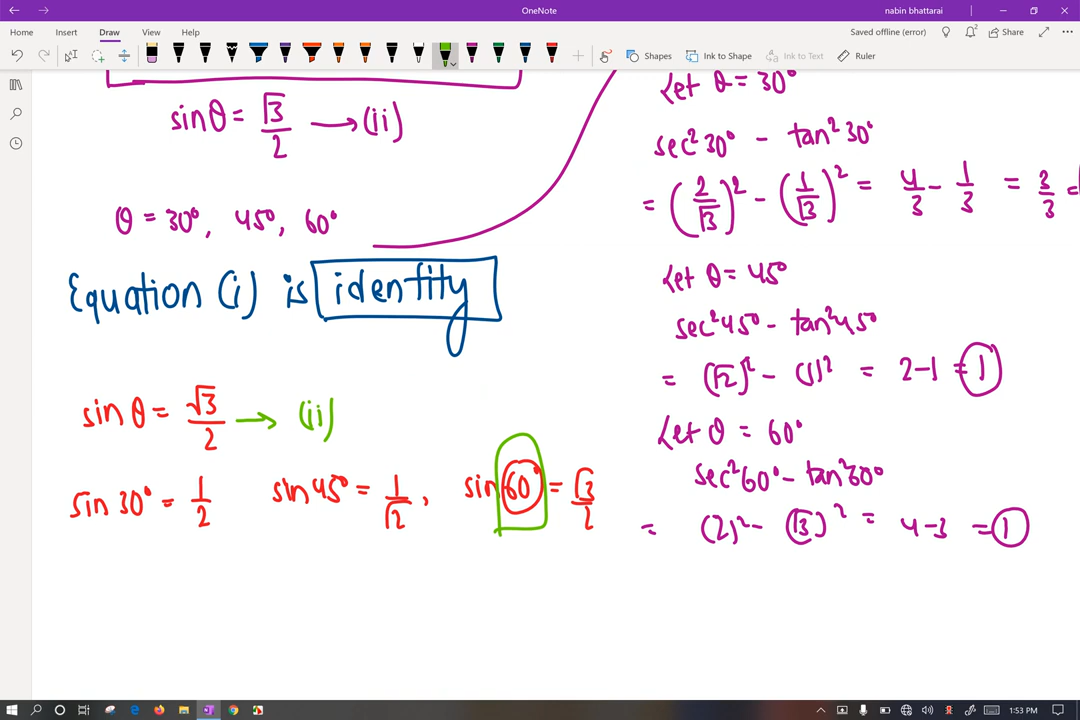 OneNote
nabin bhattarai
Home Insert Draw View Help
Saved offline (error)
Share
Shapes
Ink to Shape
Ink to Text
Ruler
sinθ = √3/2 → (ii)
θ = 30°, 45°, 60°
Equation (i) is identity
sin θ = √3/2 → (ii)
sin 30° = 1/2 sin 45° = 1/√2, sin 60° = √3/2
Let θ = 30°
sec²30° - tan²30°
= (2/√3)² - (1/√3)² = 4/3 - 1/3 = 3/3 =
Let θ = 45°
sec²45° - tan²45°
= (√2)² - (1)² = 2-1 = 1
Let θ = 60°
sec²60° - tan²60°
= (2)² - (√3)² = 4-3 = 1
1:53 PM